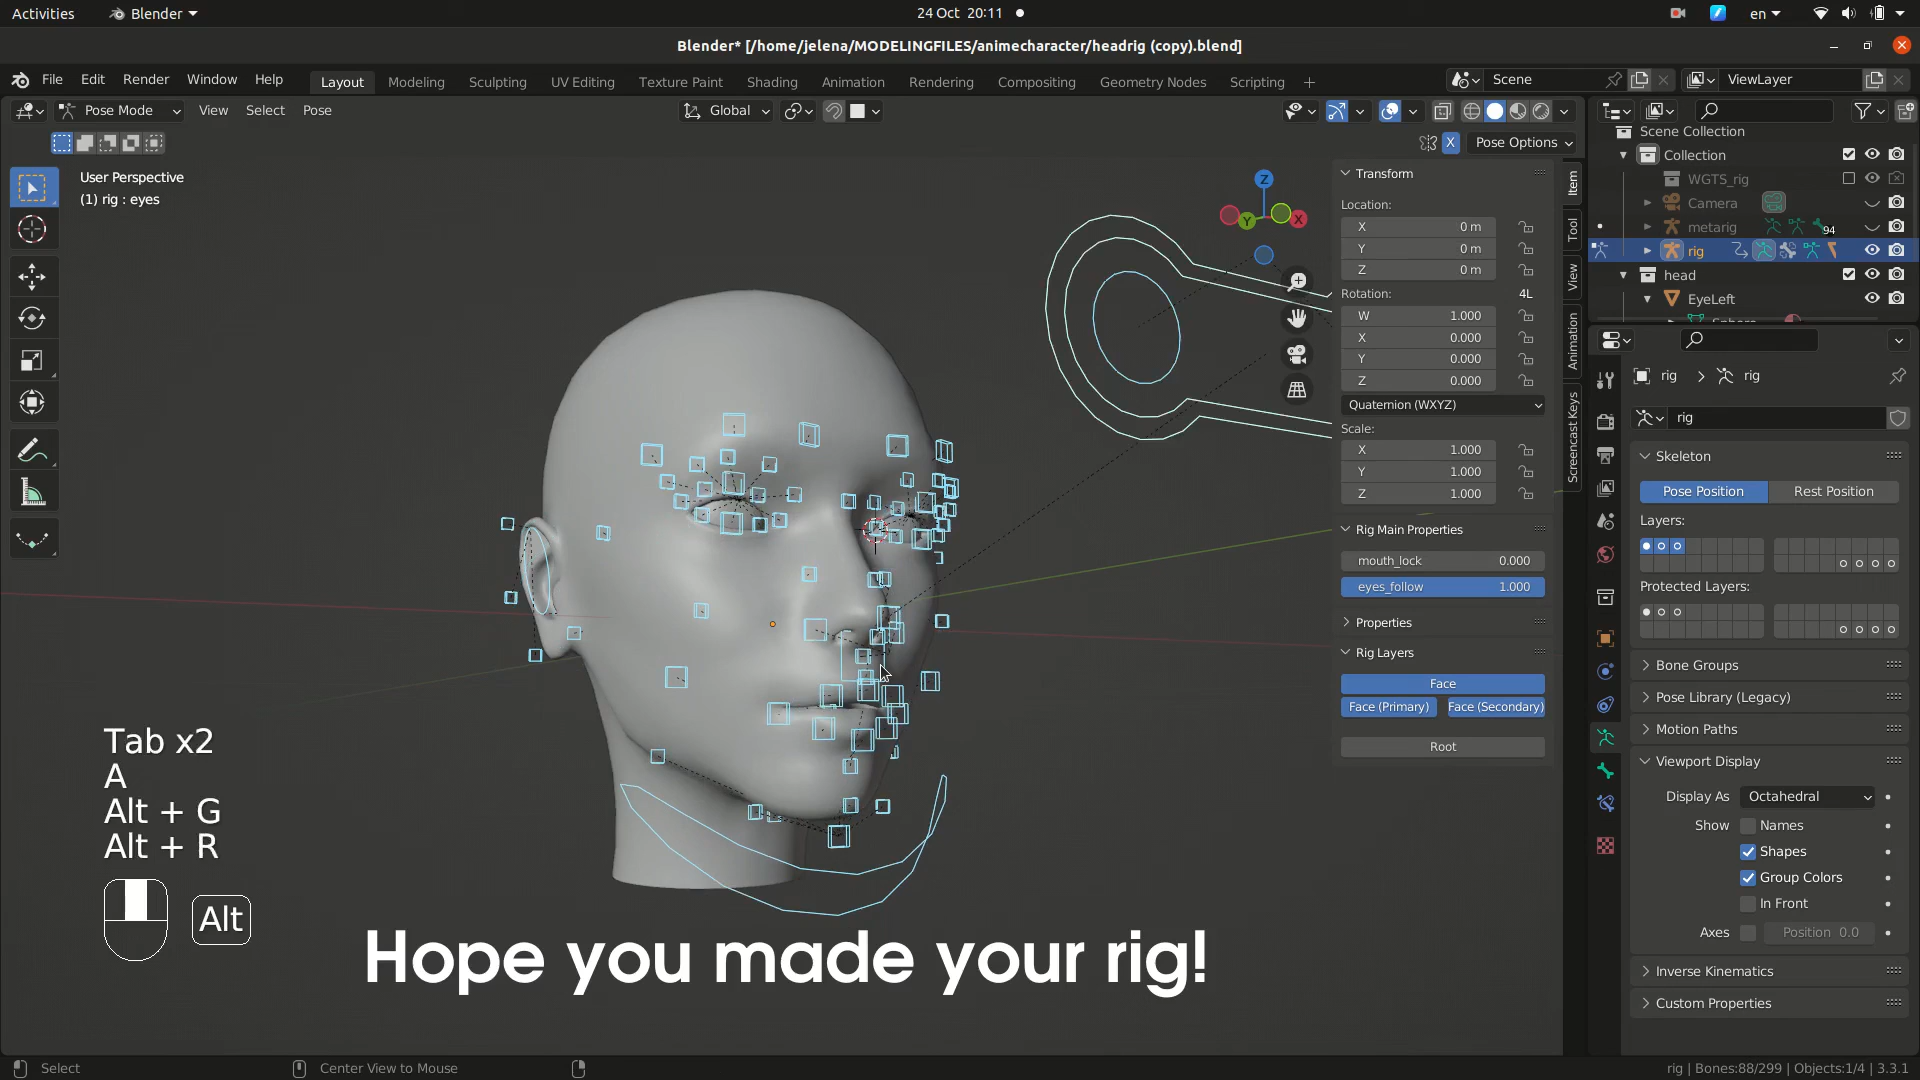 Activities
Blender
24 Oct 20:11
en
Blender* [/home/jelena/MODELINGFILES/animecharacter/headrig (copy).blend]
File Edit Render Window Help
Layout Modeling Sculpting UV Editing Texture Paint Shading Animation Rendering Compositing Geometry Nodes Scripting +
Scene
ViewLayer
Pose Mode View Select Pose
Global
X
Pose Options
User Perspective
(1) rig : eyes
Z
Y
X
Transform
Location:
X 0 m
Y 0 m
Z 0 m
Rotation: 4L
W 1.000
X 0.000
Y 0.000
Z 0.000
Quaternion (WXYZ)
Scale:
X 1.000
Y 1.000
Z 1.000
Rig Main Properties
mouth_lock 0.000
eyes_follow 1.000
Properties
Rig Layers
Face
Face (Primary) Face (Secondary)
Root
Item
Tool
View
Animation
Screencast Keys
Scene Collection
Collection
WGTS_rig
Camera
metarig 94
rig
head
EyeLeft
rig > rig
rig
Skeleton
Pose Position Rest Position
Layers:
Protected Layers:
Bone Groups
Pose Library (Legacy)
Motion Paths
Viewport Display
Display As Octahedral
Show Names
Shapes
Group Colors
In Front
Axes Position 0.0
Inverse Kinematics
Custom Properties
Tab x2
A
Alt + G
Alt + R
Alt
Hope you made your rig!
Select
Center View to Mouse
rig | Bones:88/299 | Objects:1/4 | 3.3.1